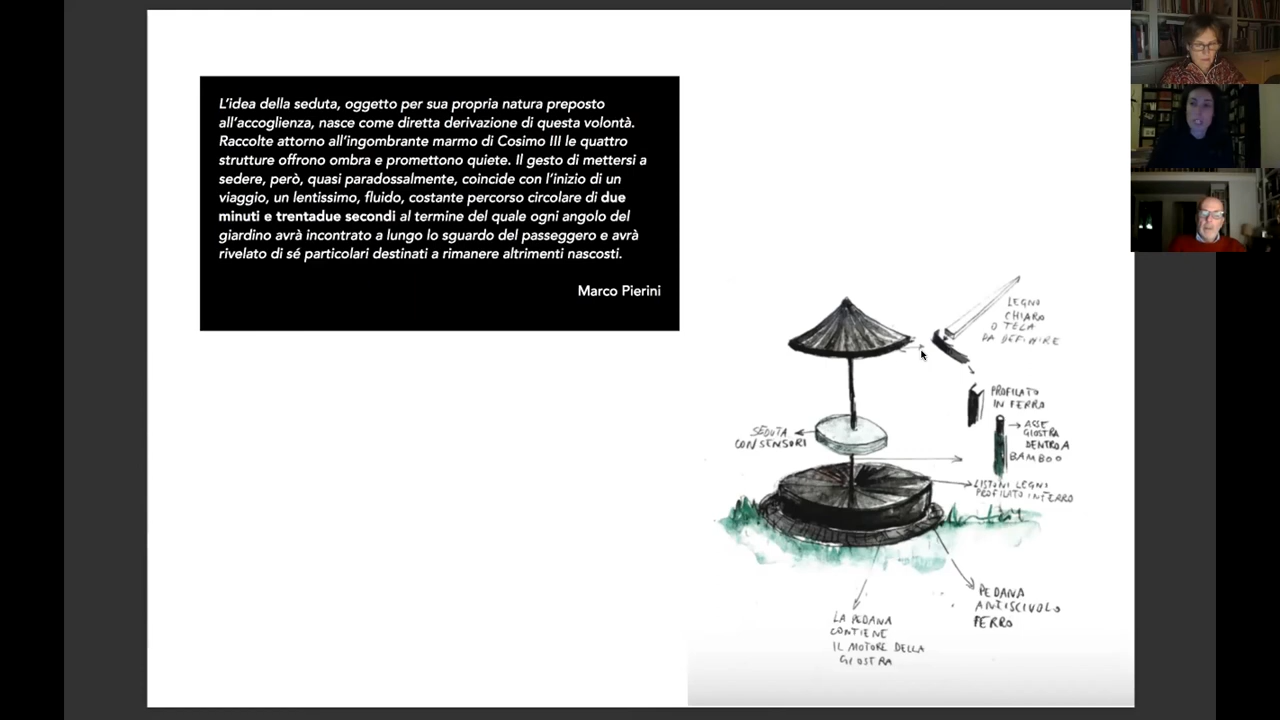 L’idea della seduta, oggetto per sua propria natura preposto
all’accoglienza, nasce come diretta derivazione di questa volontà.
Raccolte attorno all’ingombrante marmo di Cosimo III le quattro
strutture offrono ombra e promettono quiete. Il gesto di mettersi a
sedere, però, quasi paradossalmente, coincide con l’inizio di un
viaggio, un lentissimo, fluido, costante percorso circolare di due
minuti e trentadue secondi al termine del quale ogni angolo del
giardino avrà incontrato a lungo lo sguardo del passeggero e avrà
rivelato di sé particolari destinati a rimanere altrimenti nascosti.
Marco Pierini
LEGNO
CHIARO
O TELA
DA DEFINIRE
PROFILATO
IN FERRO
ASSE
GIOSTRA
DENTRO A
BAMBOO
SEDUTA
CON SENSORI
LISTONI LEGNO
PROFILATO IN FERRO
PEDANA
ANTISCIVOLO
FERRO
LA PEDANA
CONTIENE
IL MOTORE DELLA
GIOSTRA